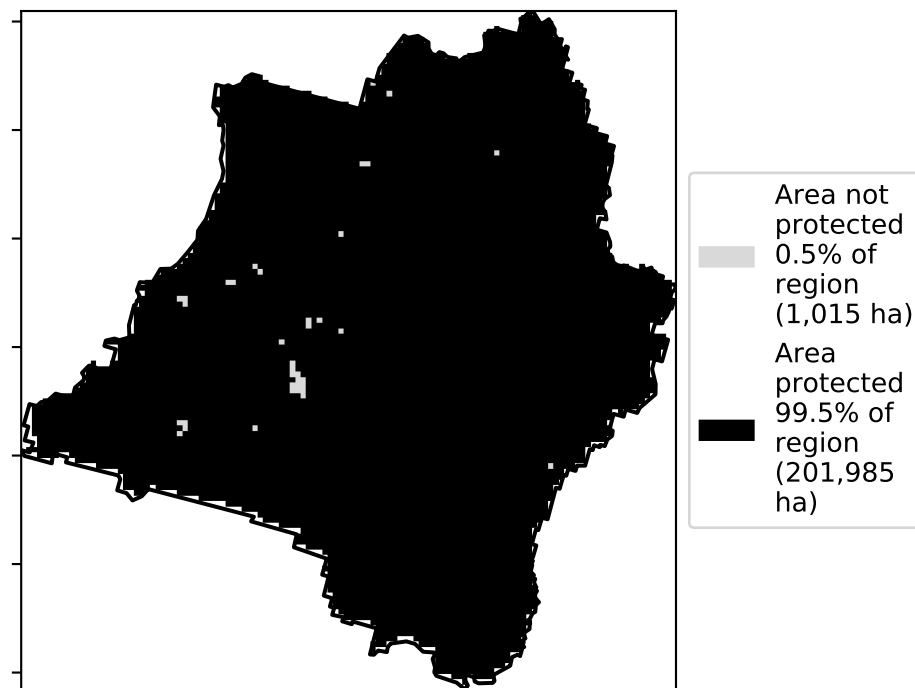 Area not
protected
0.5% of
region
(1,015 ha)
Area
protected
99.5% of
region
(201,985
ha)